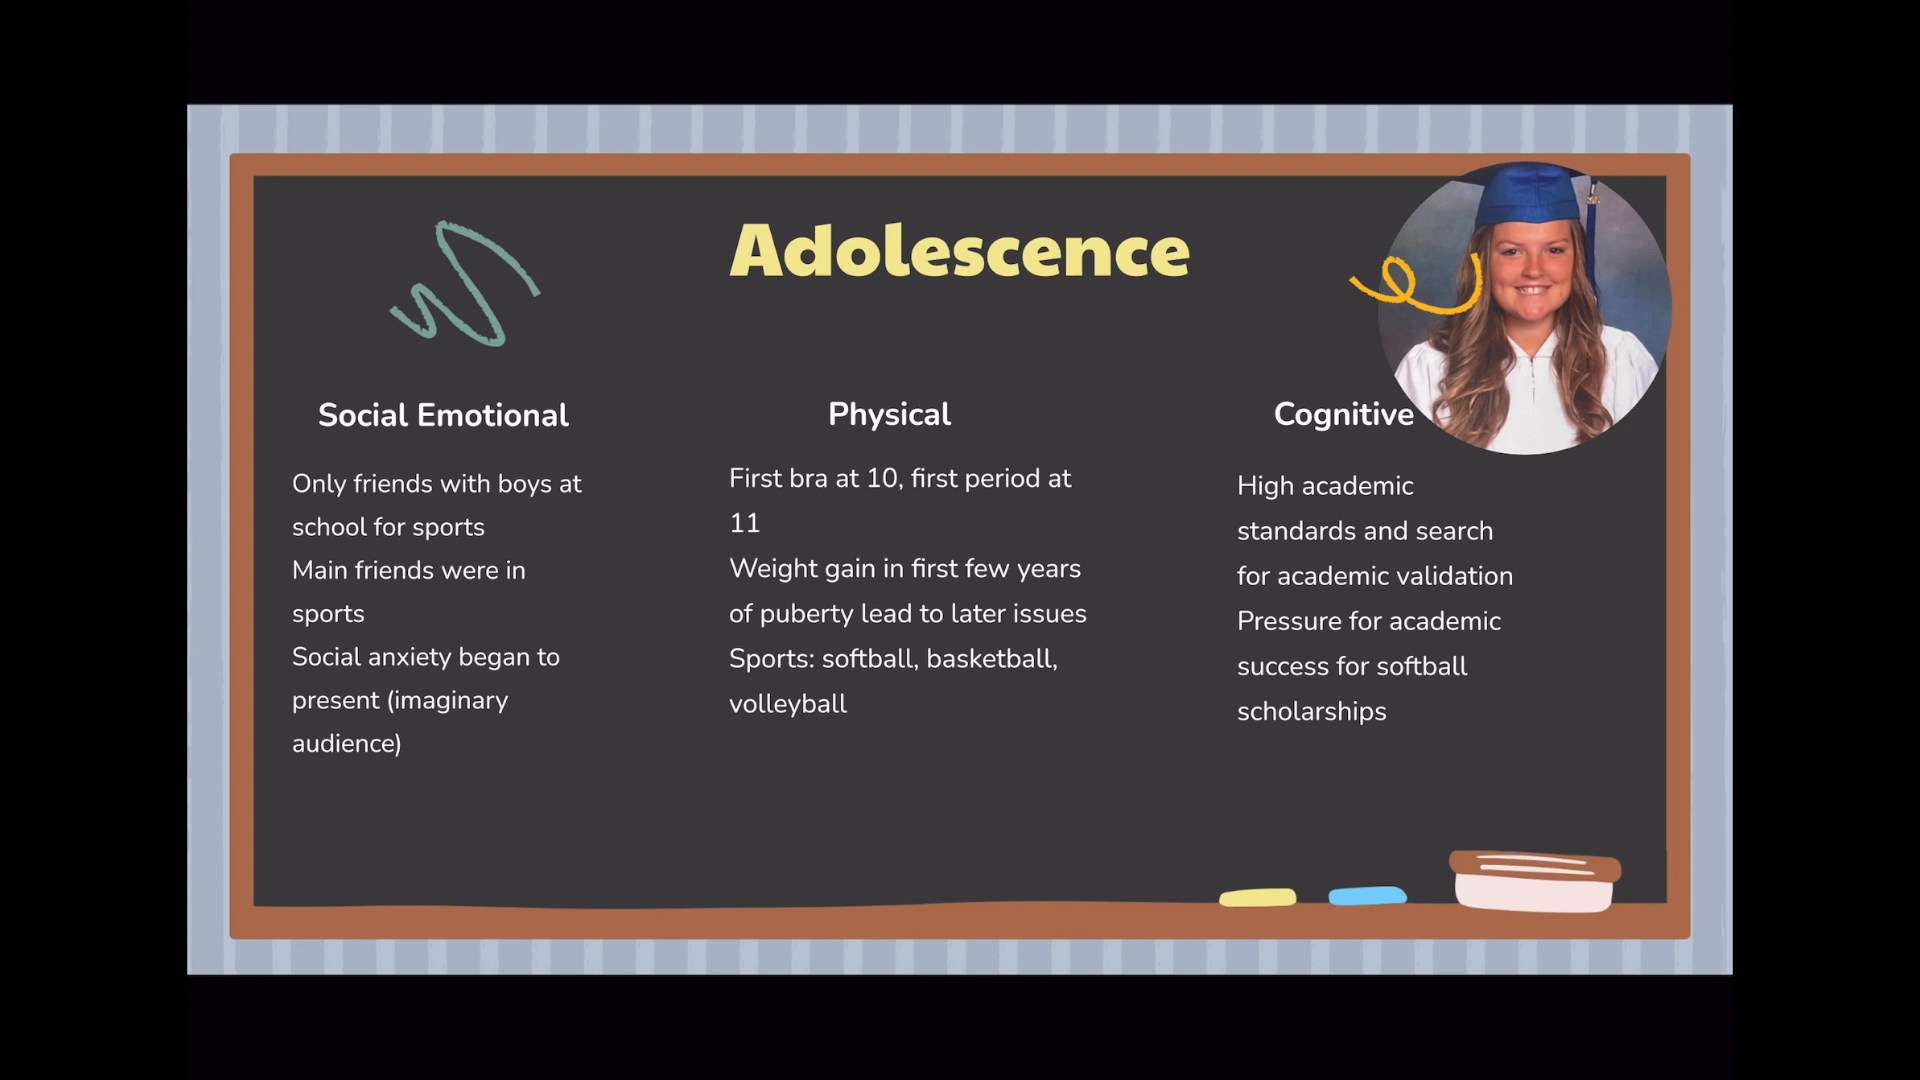 Adolescence
Social Emotional
Only friends with boys at
school for sports
Main friends were in
sports
Social anxiety began to
present (imaginary
audience)
Physical
First bra at 10, first period at
11
Weight gain in first few years
of puberty lead to later issues
Sports: softball, basketball,
volleyball
Cognitive
High academic
standards and search
for academic validation
Pressure for academic
success for softball
scholarships